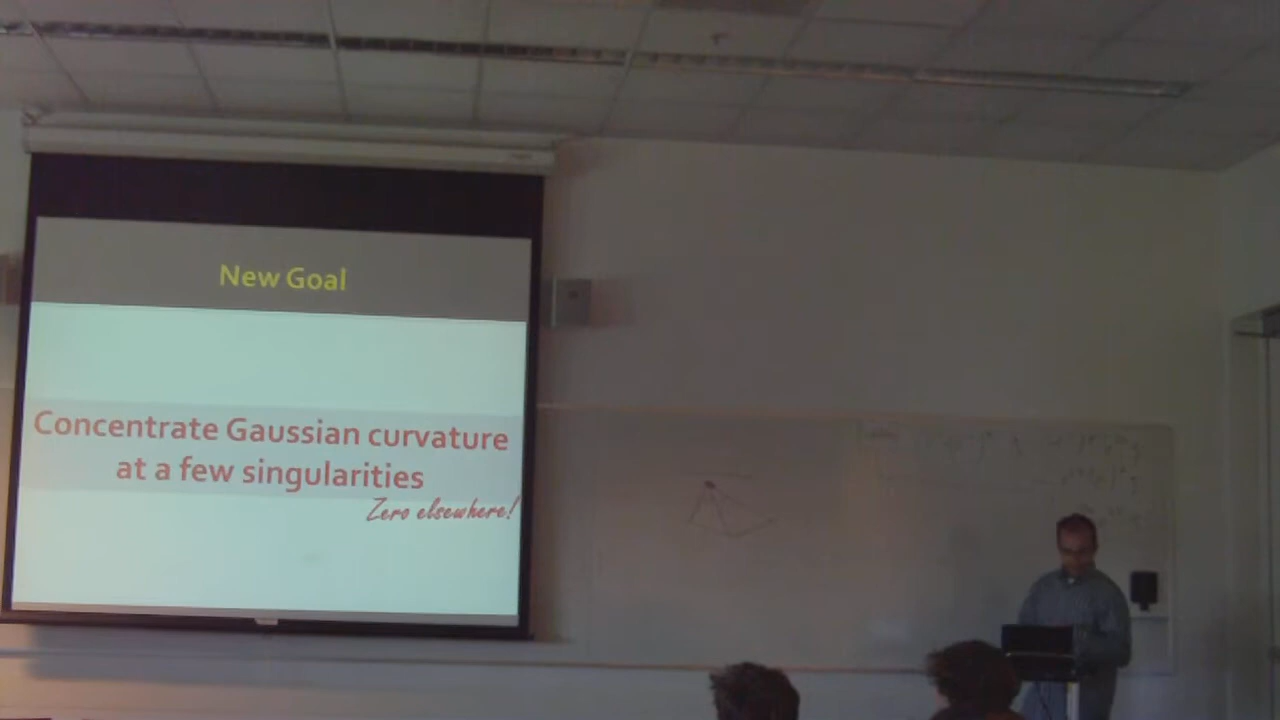 New Goal
Concentrate Gaussian curvature
at a few singularities
Zero elsewhere!